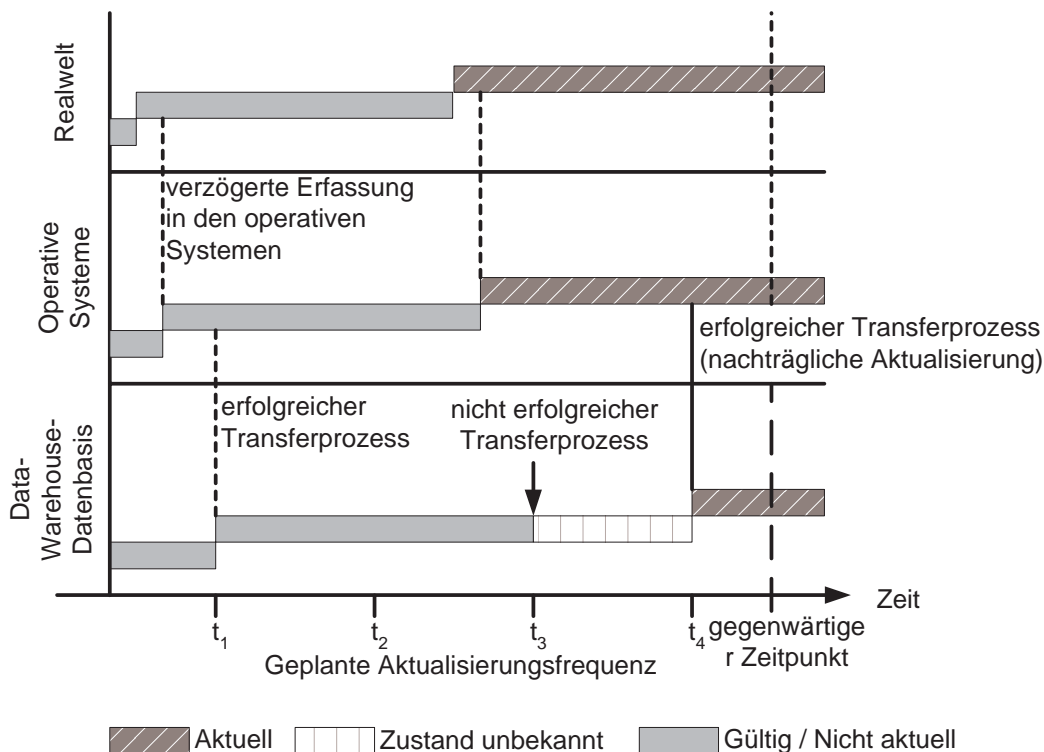 Realwelt
verzögerte Erfassung
in den operativen
Systemen
Operative
Systeme
erfolgreicher Transferprozess
(nachträgliche Aktualisierung)
erfolgreicher
Transferprozess
nicht erfolgreicher
Transferprozess
Data-
Warehouse-
Datenbasis
Zeit
t1
t2
t3
t4
gegenwärtige
r Zeitpunkt
Geplante Aktualisierungsfrequenz
Aktuell
Zustand unbekannt
Gültig / Nicht aktuell